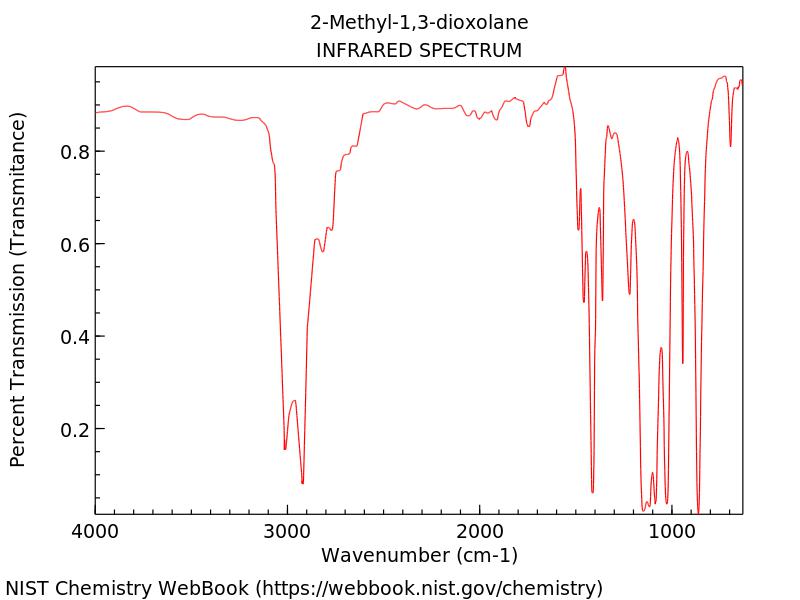 2-Methyl-1,3-dioxolane
INFRARED SPECTRUM
Percent Transmission (Transmitance)
0.8
0.6
0.4
0.2
4000 3000 2000 1000
Wavenumber (cm-1)
NIST Chemistry WebBook (https://webbook.nist.gov/chemistry)